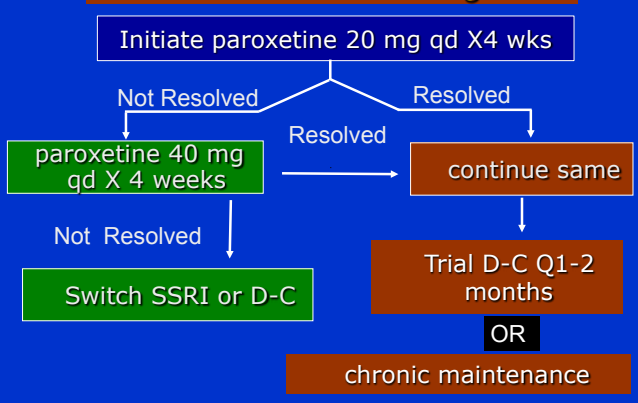 Initiate paroxetine 20 mg qd X4 wks
Not Resolved
Resolved
Resolved
paroxetine 40 mg
qd X 4 weeks
continue same
Not Resolved
Trial D-C Q1-2
months
Switch SSRI or D-C
OR
chronic maintenance